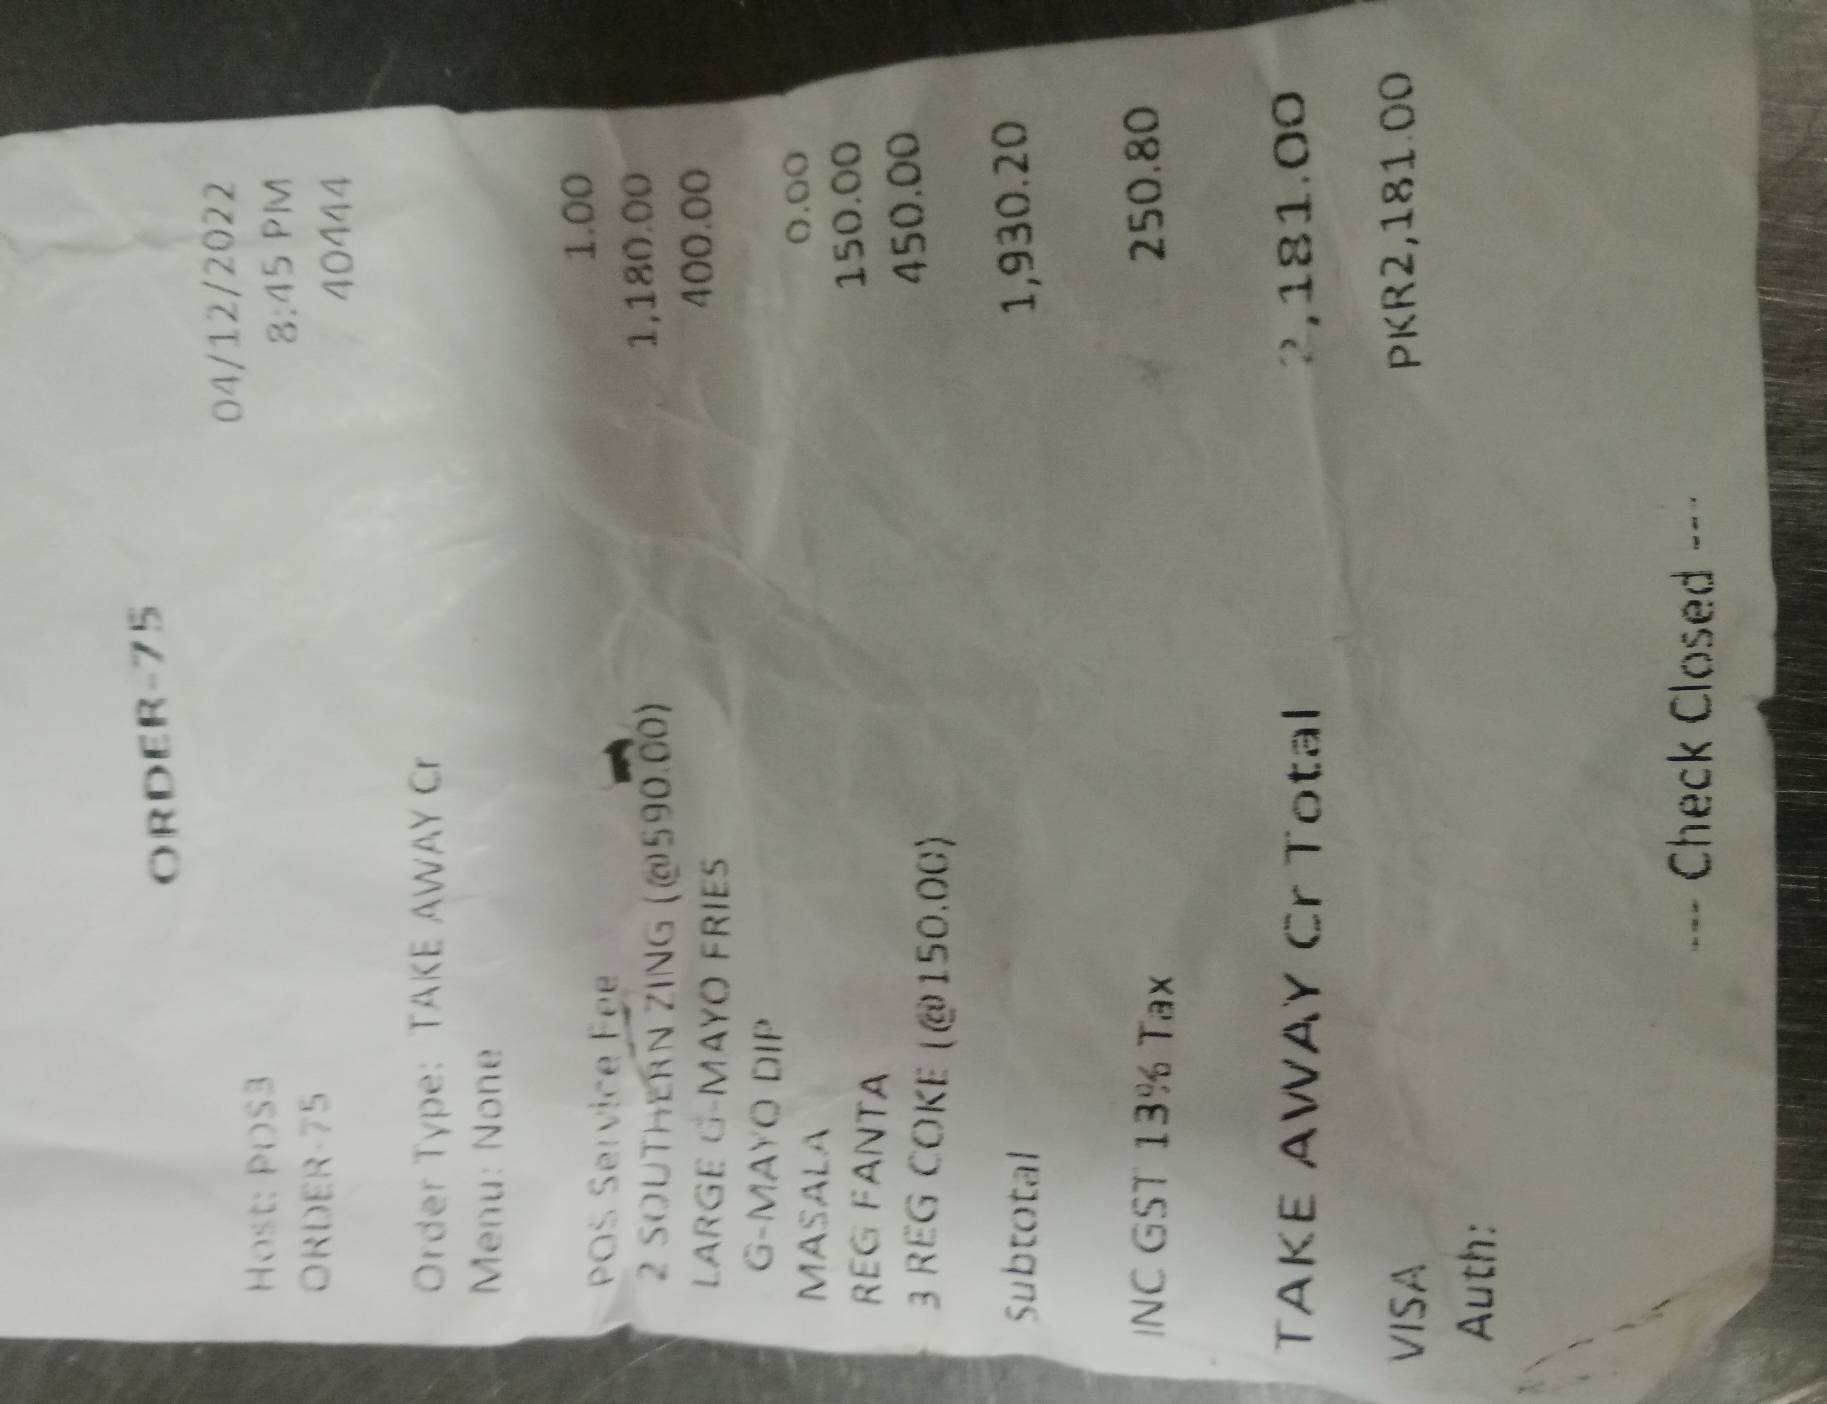 ORDER-75
04/12/2022
Host: POS3 8:45 PM
ORDER-75 40444
Order Type: TAKE AWAY Cr
Menu: None
POS Service Fee 1.00
2 SOUTHERN ZING (@590.00) 1,180.00
LARGE G-MAYO FRIES 400.00
G-MAYO DIP
MASALA 0.00
REG FANTA 150.00
3 REG COKE (@150.00) 450.00
Subtotal 1,930.20
INC GST 13% Tax 250.80
TAKE AWAY Cr Total 2,181.00
VISA PKR2,181.00
Auth:
--- Check Closed ---